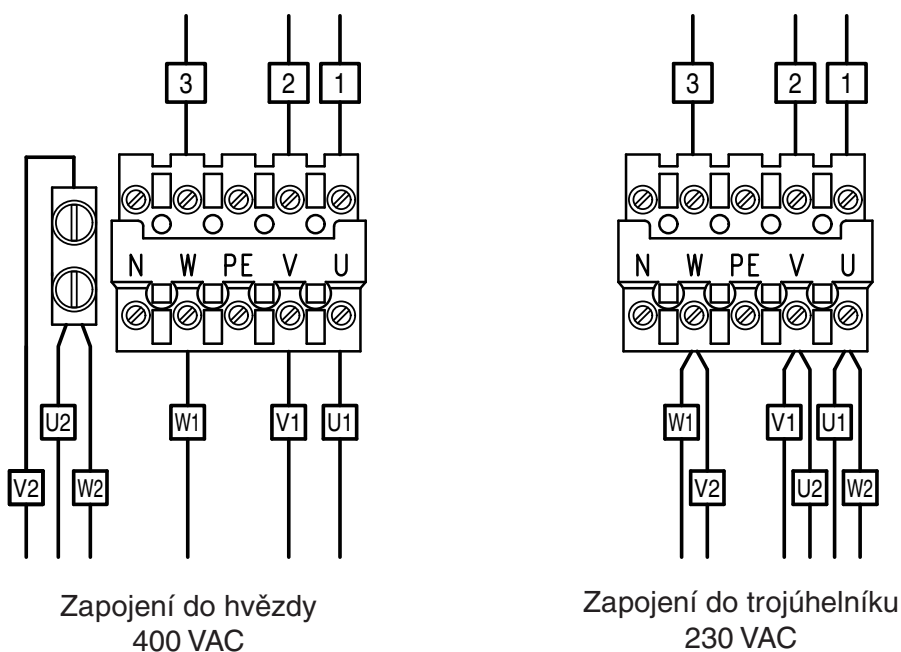 3 2 1
N W PE V U
U2 W1 V1 U1
V2 W2
Zapojení do hvězdy
400 VAC
3 2 1
N W PE V U
W1 V1 U1
V2 U2 W2
Zapojení do trojúhelníku
230 VAC